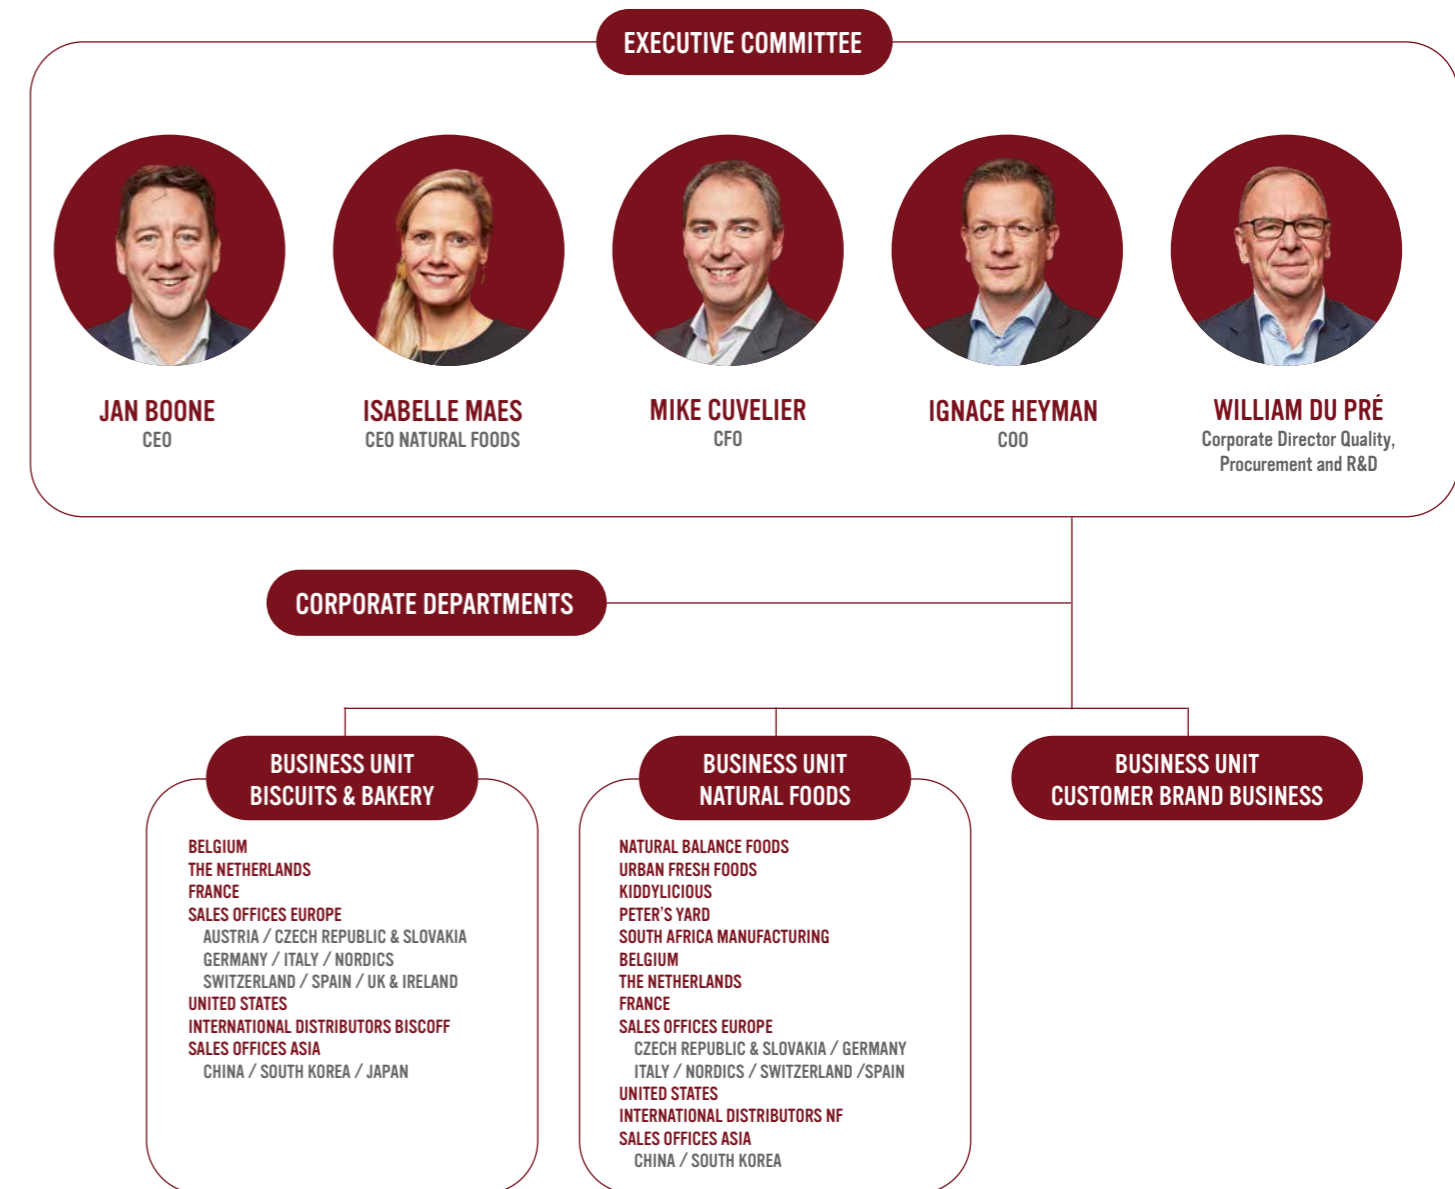 EXECUTIVE COMMITTEE
JAN BOONE
CEO
ISABELLE MAES
CEO NATURAL FOODS
MIKE CUVELIER
CFO
IGNACE HEYMAN
COO
WILLIAM DU PRÉ
Corporate Director Quality,
Procurement and R&D
CORPORATE DEPARTMENTS
BUSINESS UNIT
BISCUITS & BAKERY
BELGIUM
THE NETHERLANDS
FRANCE
SALES OFFICES EUROPE
AUSTRIA / CZECH REPUBLIC & SLOVAKIA
GERMANY / ITALY / NORDICS
SWITZERLAND / SPAIN / UK & IRELAND
UNITED STATES
INTERNATIONAL DISTRIBUTORS BISCOFF
SALES OFFICES ASIA
CHINA / SOUTH KOREA / JAPAN
BUSINESS UNIT
NATURAL FOODS
NATURAL BALANCE FOODS
URBAN FRESH FOODS
KIDDYLICIOUS
PETER'S YARD
SOUTH AFRICA MANUFACTURING
BELGIUM
THE NETHERLANDS
FRANCE
SALES OFFICES EUROPE
CZECH REPUBLIC & SLOVAKIA / GERMANY
ITALY / NORDICS / SWITZERLAND /SPAIN
UNITED STATES
INTERNATIONAL DISTRIBUTORS NF
SALES OFFICES ASIA
CHINA / SOUTH KOREA
BUSINESS UNIT
CUSTOMER BRAND BUSINESS